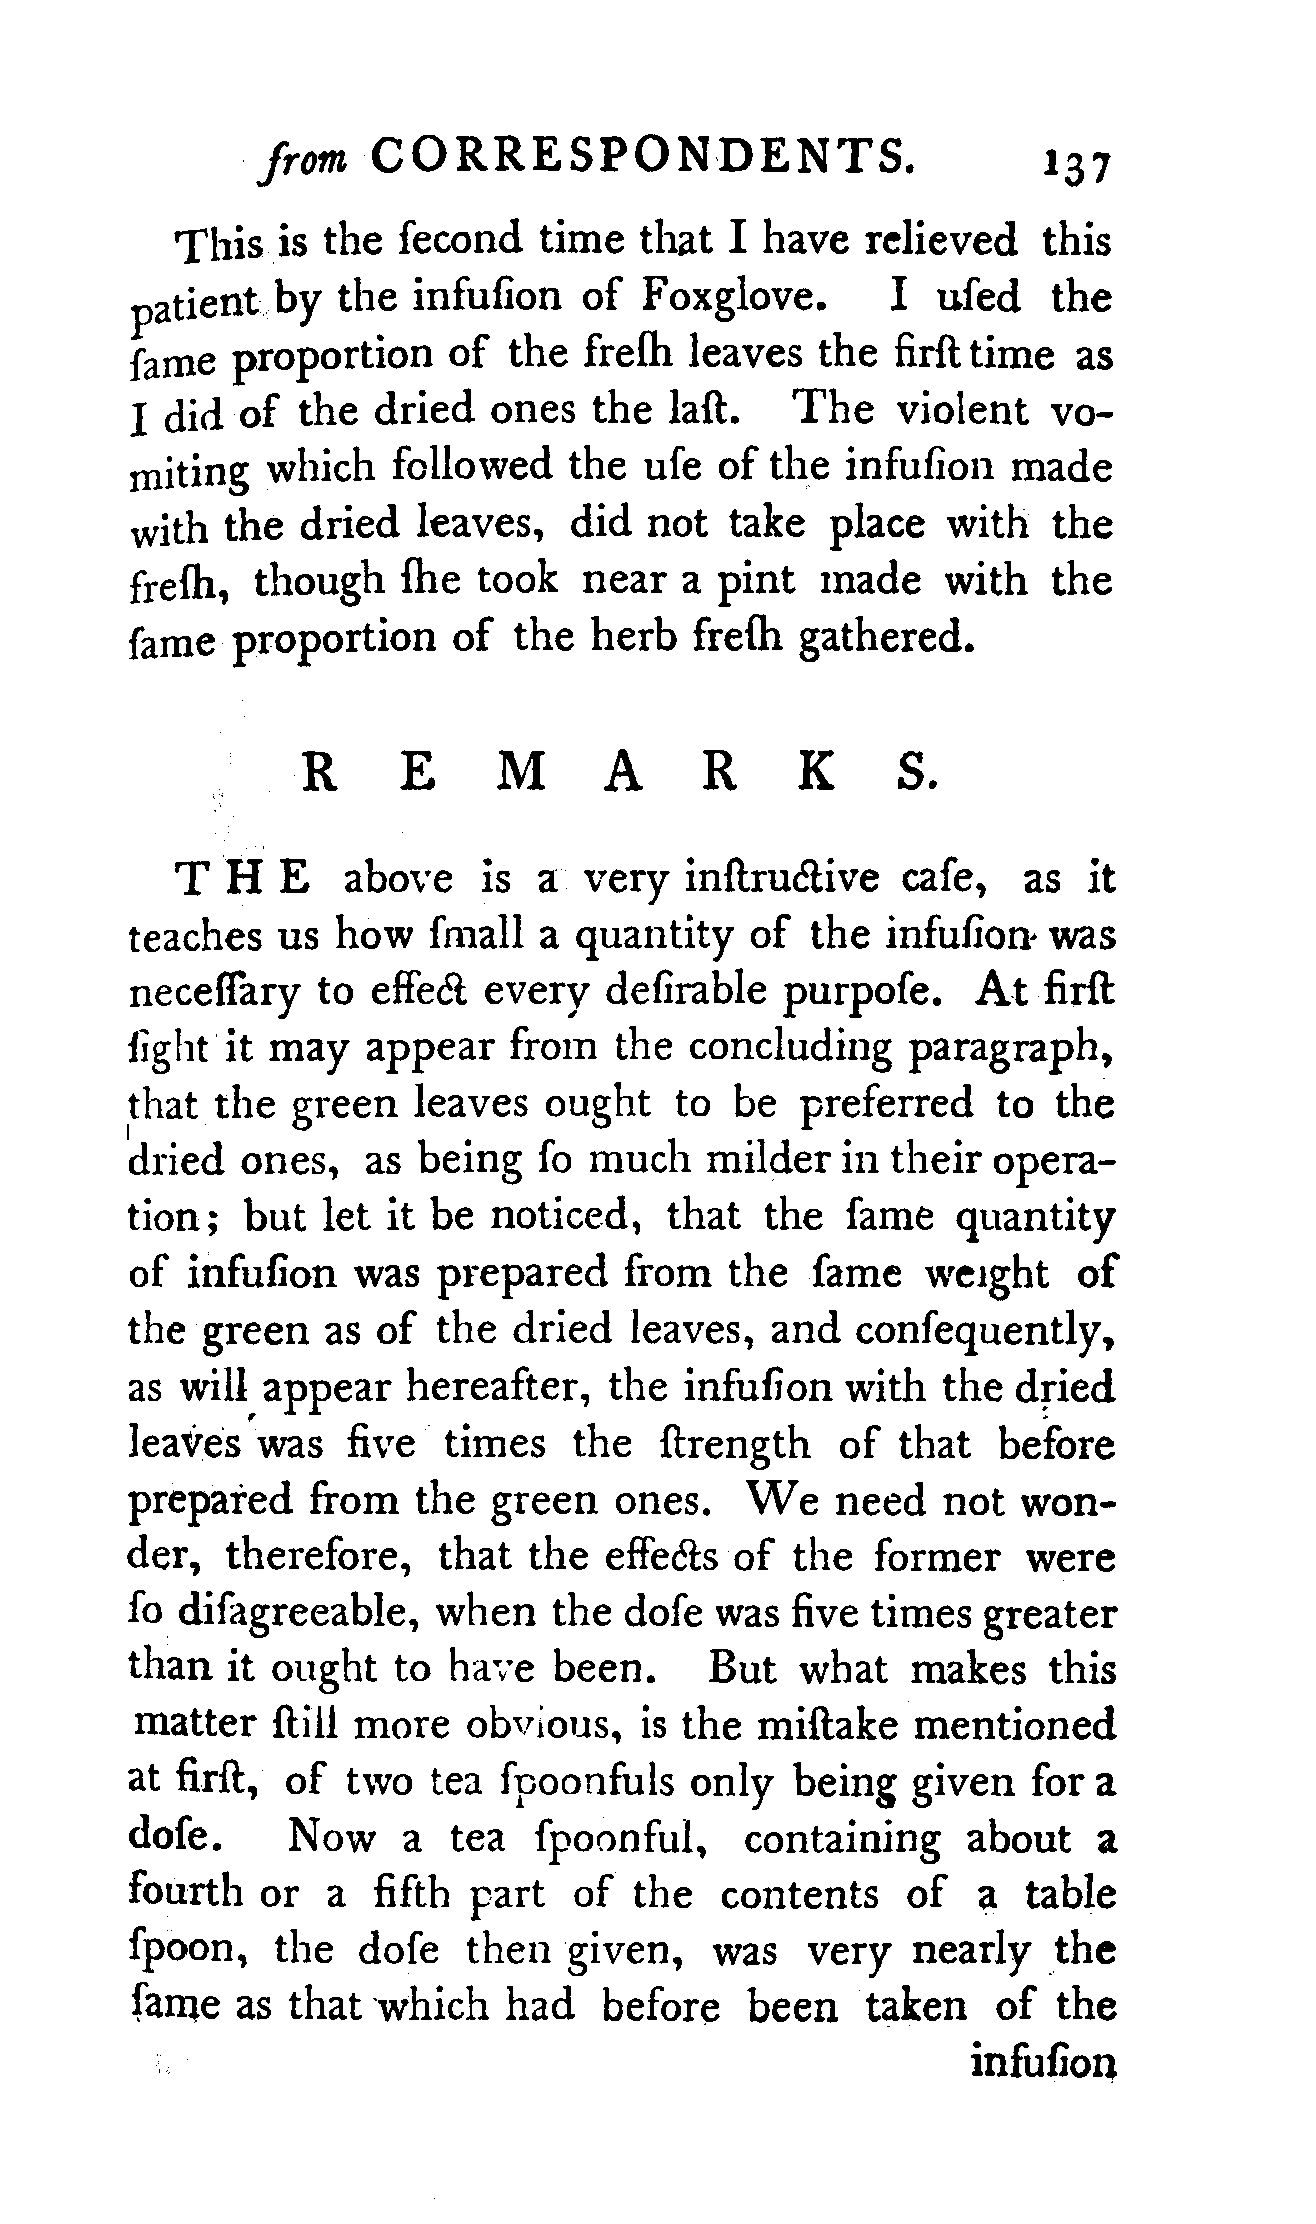 from CORRESPONDENTS. 137
This is the ſecond time that I have relieved this
patient by the infuſion of Foxglove. I uſed the
ſame proportion of the freſh leaves the firſt time as
I did of the dried ones the laſt. The violent vo-
miting which followed the uſe of the infuſion made
with the dried leaves, did not take place with the
freſh, though ſhe took near a pint made with the
ſame proportion of the herb freſh gathered.
REMARKS.
THE above is a very inſtructive caſe, as it
teaches us how ſmall a quantity of the infuſion was
neceſſary to effect every deſirable purpoſe. At firſt
ſight it may appear from the concluding paragraph,
that the green leaves ought to be preferred to the
dried ones, as being ſo much milder in their opera-
tion; but let it be noticed, that the ſame quantity
of infuſion was prepared from the ſame weight of
the green as of the dried leaves, and conſequently,
as will appear hereafter, the infuſion with the dried
leaves was five times the ſtrength of that before
prepared from the green ones. We need not won-
der, therefore, that the effects of the former were
ſo diſagreeable, when the doſe was five times greater
than it ought to have been. But what makes this
matter ſtill more obvious, is the miſtake mentioned
at firſt, of two tea ſpoonfuls only being given for a
doſe. Now a tea ſpoonful, containing about a
fourth or a fifth part of the contents of a table
ſpoon, the doſe then given, was very nearly the
ſame as that which had before been taken of the
infuſion